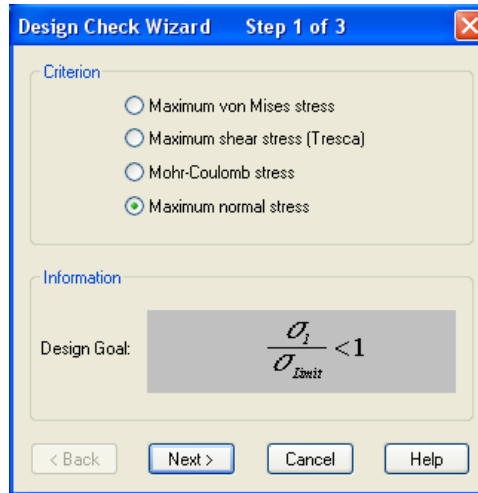 Design Check Wizard Step 1 of 3
Criterion
Maximum von Mises stress
Maximum shear stress (Tresca)
Mohr-Coulomb stress
Maximum normal stress
Information
Design Goal: σ₁ / σ_Limit < 1
< Back Next > Cancel Help